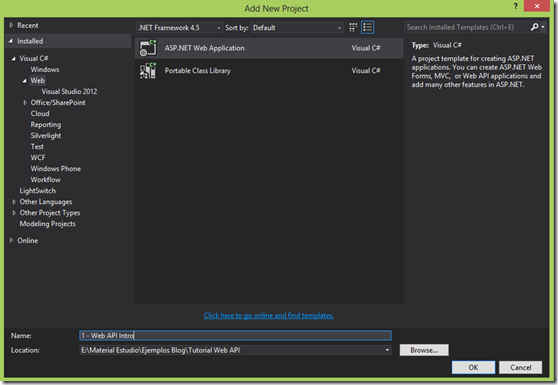 Add New Project
? ×
Recent
Installed
Visual C#
Windows
Web
Visual Studio 2012
Office/SharePoint
Cloud
Reporting
Silverlight
Test
WCF
Windows Phone
Workflow
LightSwitch
Other Languages
Other Project Types
Modeling Projects
Online
.NET Framework 4.5 Sort by: Default
ASP.NET Web Application Visual C#
Portable Class Library Visual C#
Click here to go online and find templates.
Search Installed Templates (Ctrl+E)
Type: Visual C#
A project template for creating ASP.NET
applications. You can create ASP.NET Web
Forms, MVC, or Web API applications and
add many other features in ASP.NET.
Name: 1 - Web API Intro
Location: E:\Material Estudio\Ejemplos Blog\Tutorial Web API Browse...
OK Cancel